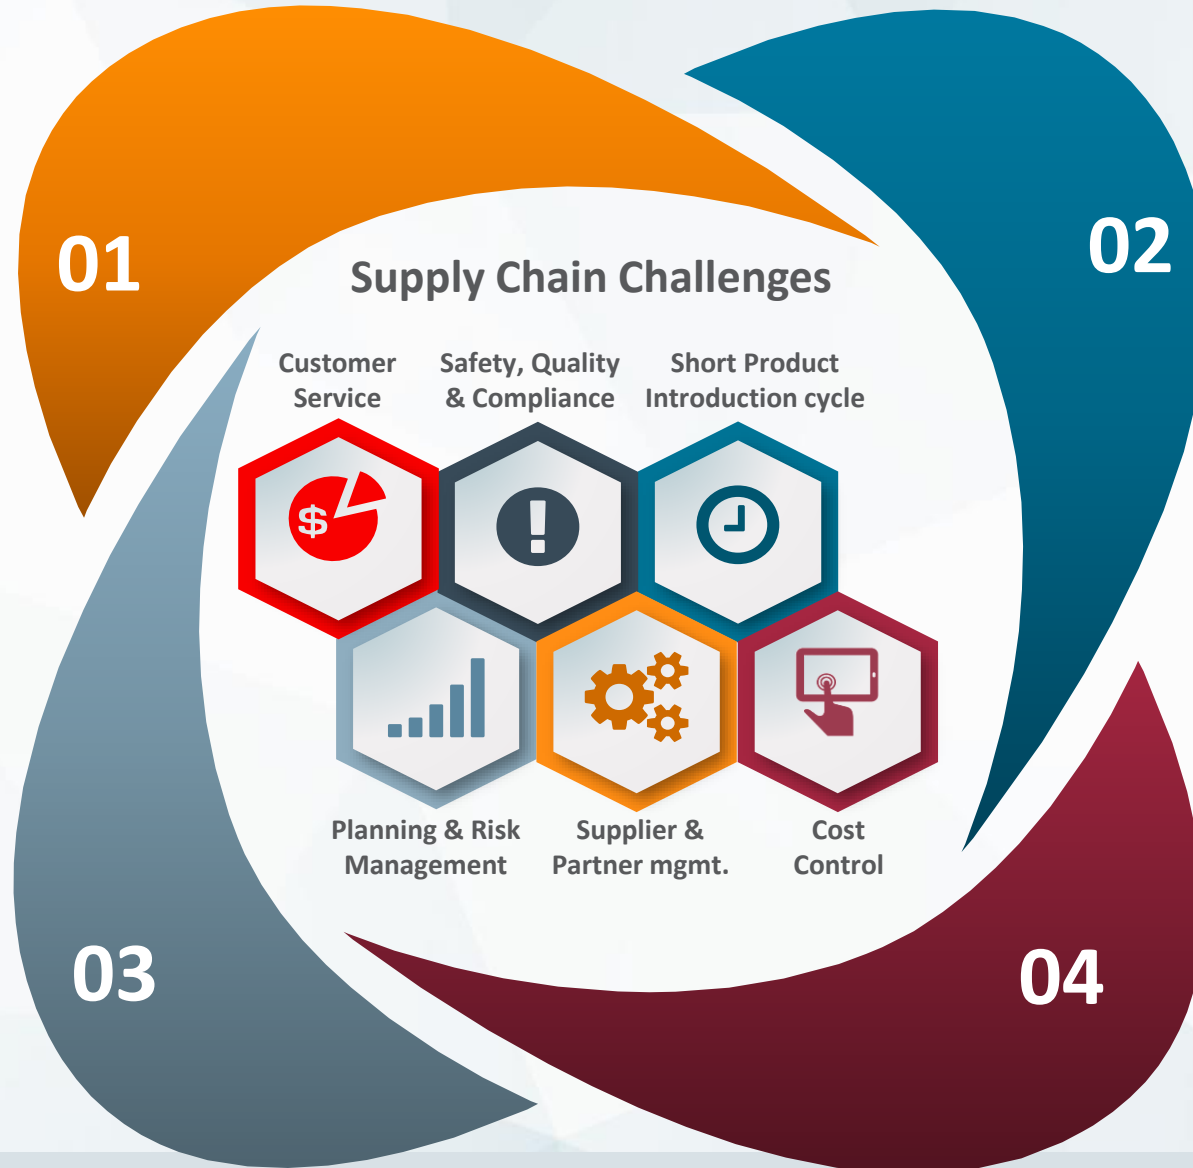 01
02
Supply Chain Challenges
Customer
Service
Safety, Quality
& Compliance
Short Product
Introduction cycle
$
!
Planning & Risk
Management
Supplier &
Partner mgmt.
Cost
Control
03
04